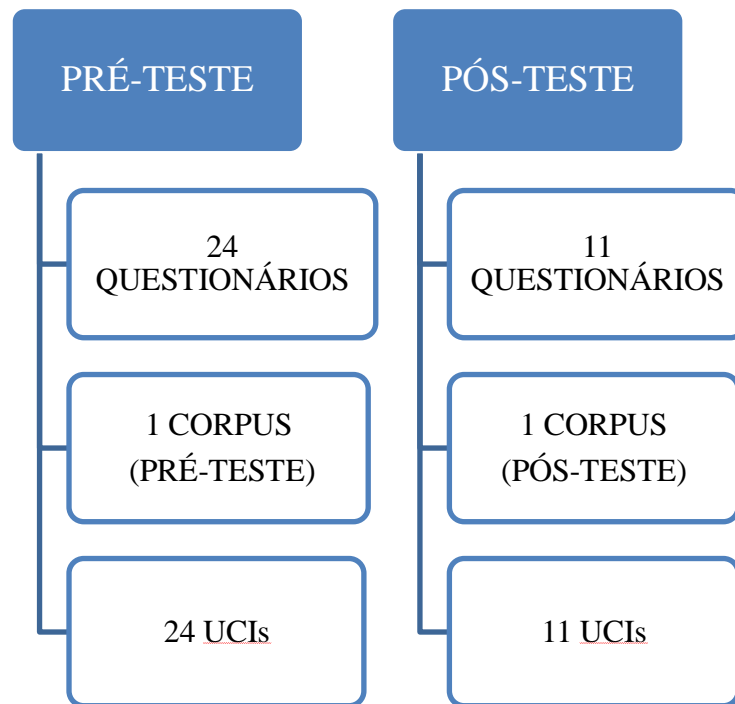 PRÉ-TESTE
24
QUESTIONÁRIOS
1 CORPUS
(PRÉ-TESTE)
24 UCIs
PÓS-TESTE
11
QUESTIONÁRIOS
1 CORPUS
(PÓS-TESTE)
11 UCIs